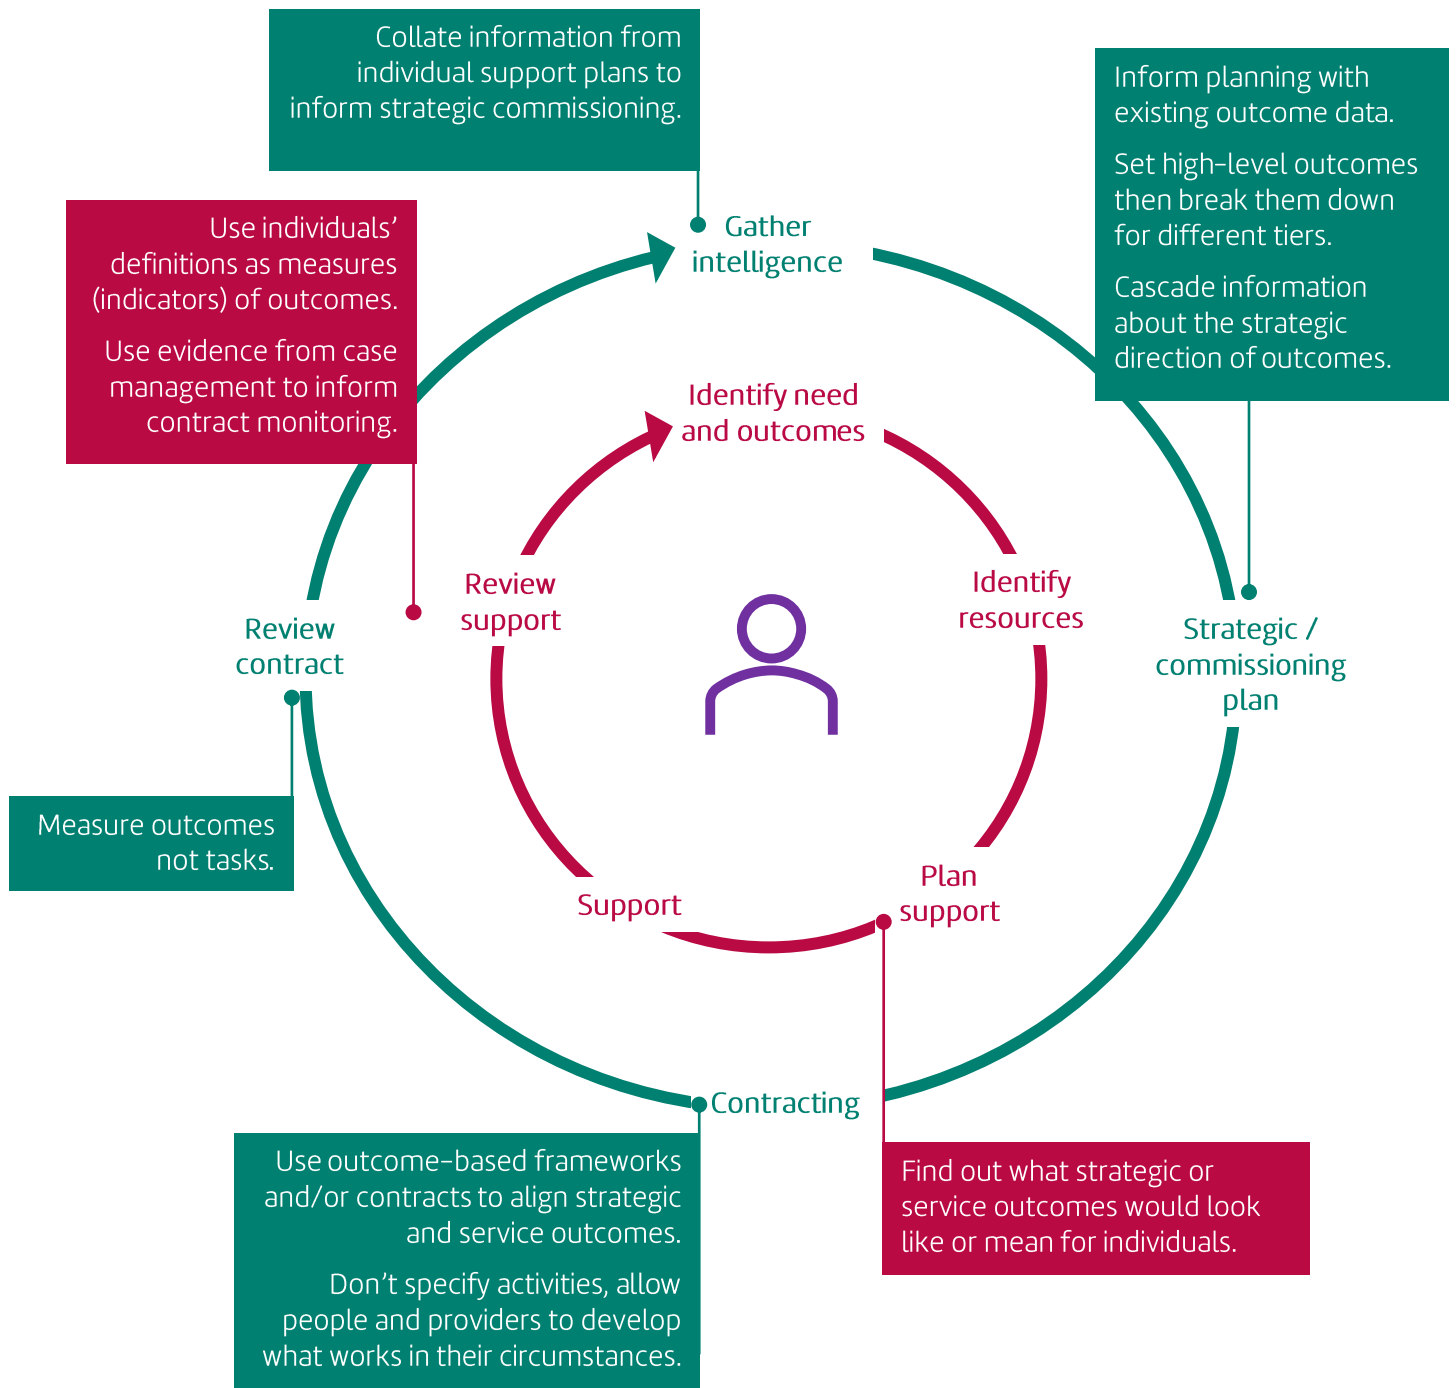 Collate information from
individual support plans to
inform strategic commissioning.
Inform planning with
existing outcome data.
Set high-level outcomes
then break them down
for different tiers.
Cascade information
about the strategic
direction of outcomes.
Use individuals’
definitions as measures
(indicators) of outcomes.
Use evidence from case
management to inform
contract monitoring.
Gather
intelligence
Identify need
and outcomes
Review
support
Identify
resources
Review
contract
Strategic /
commissioning
plan
Measure outcomes
not tasks.
Support
Plan
support
Contracting
Use outcome-based frameworks
and/or contracts to align strategic
and service outcomes.
Don’t specify activities, allow
people and providers to develop
what works in their circumstances.
Find out what strategic or
service outcomes would look
like or mean for individuals.